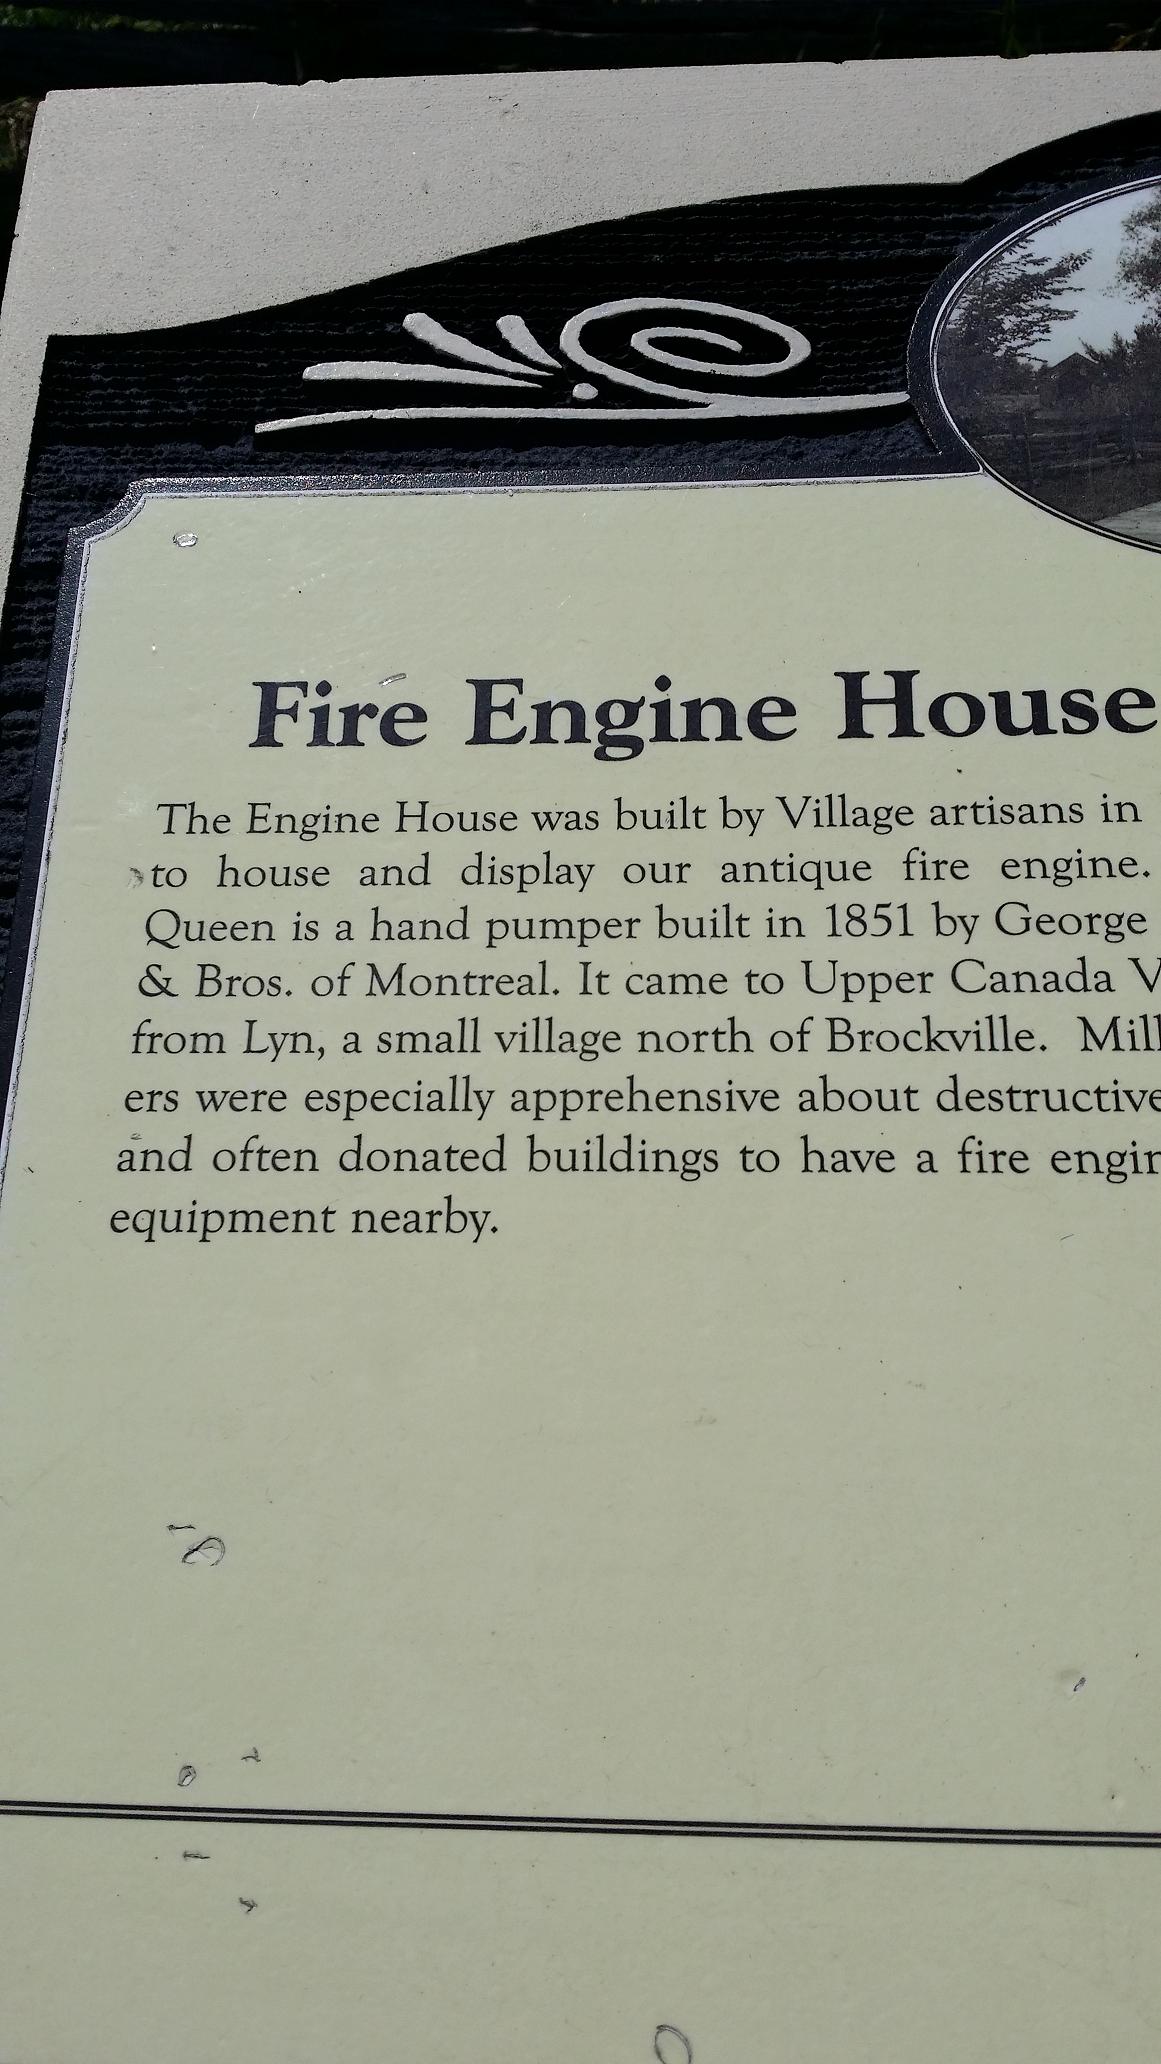 Fire Engine House
The Engine House was built by Village artisans in
to house and display our antique fire engine.
Queen is a hand pumper built in 1851 by George
& Bros. of Montreal. It came to Upper Canada V
from Lyn, a small village north of Brockville. Mill
ers were especially apprehensive about destructive
and often donated buildings to have a fire engin
equipment nearby.